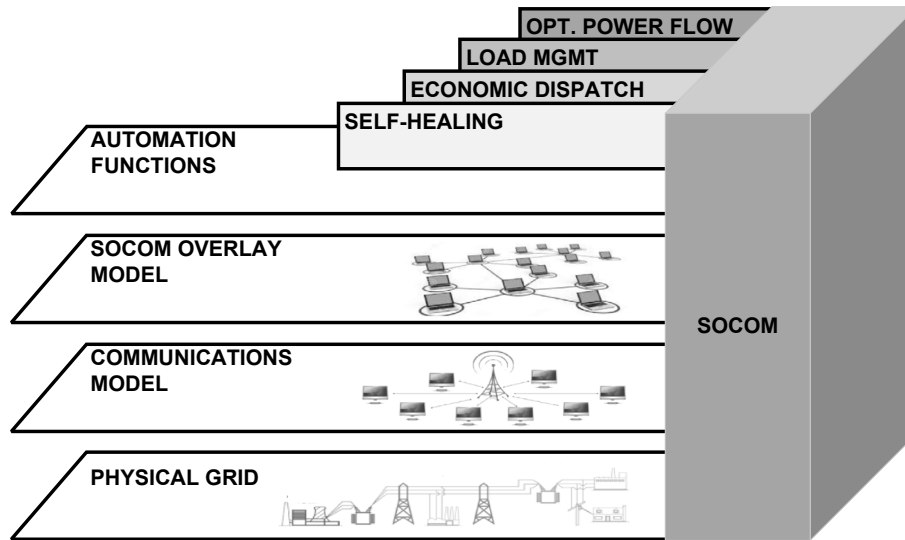 OPT. POWER FLOW
LOAD MGMT
ECONOMIC DISPATCH
SELF-HEALING
AUTOMATION
FUNCTIONS
SOCOM OVERLAY
MODEL
SOCOM
COMMUNICATIONS
MODEL
PHYSICAL GRID